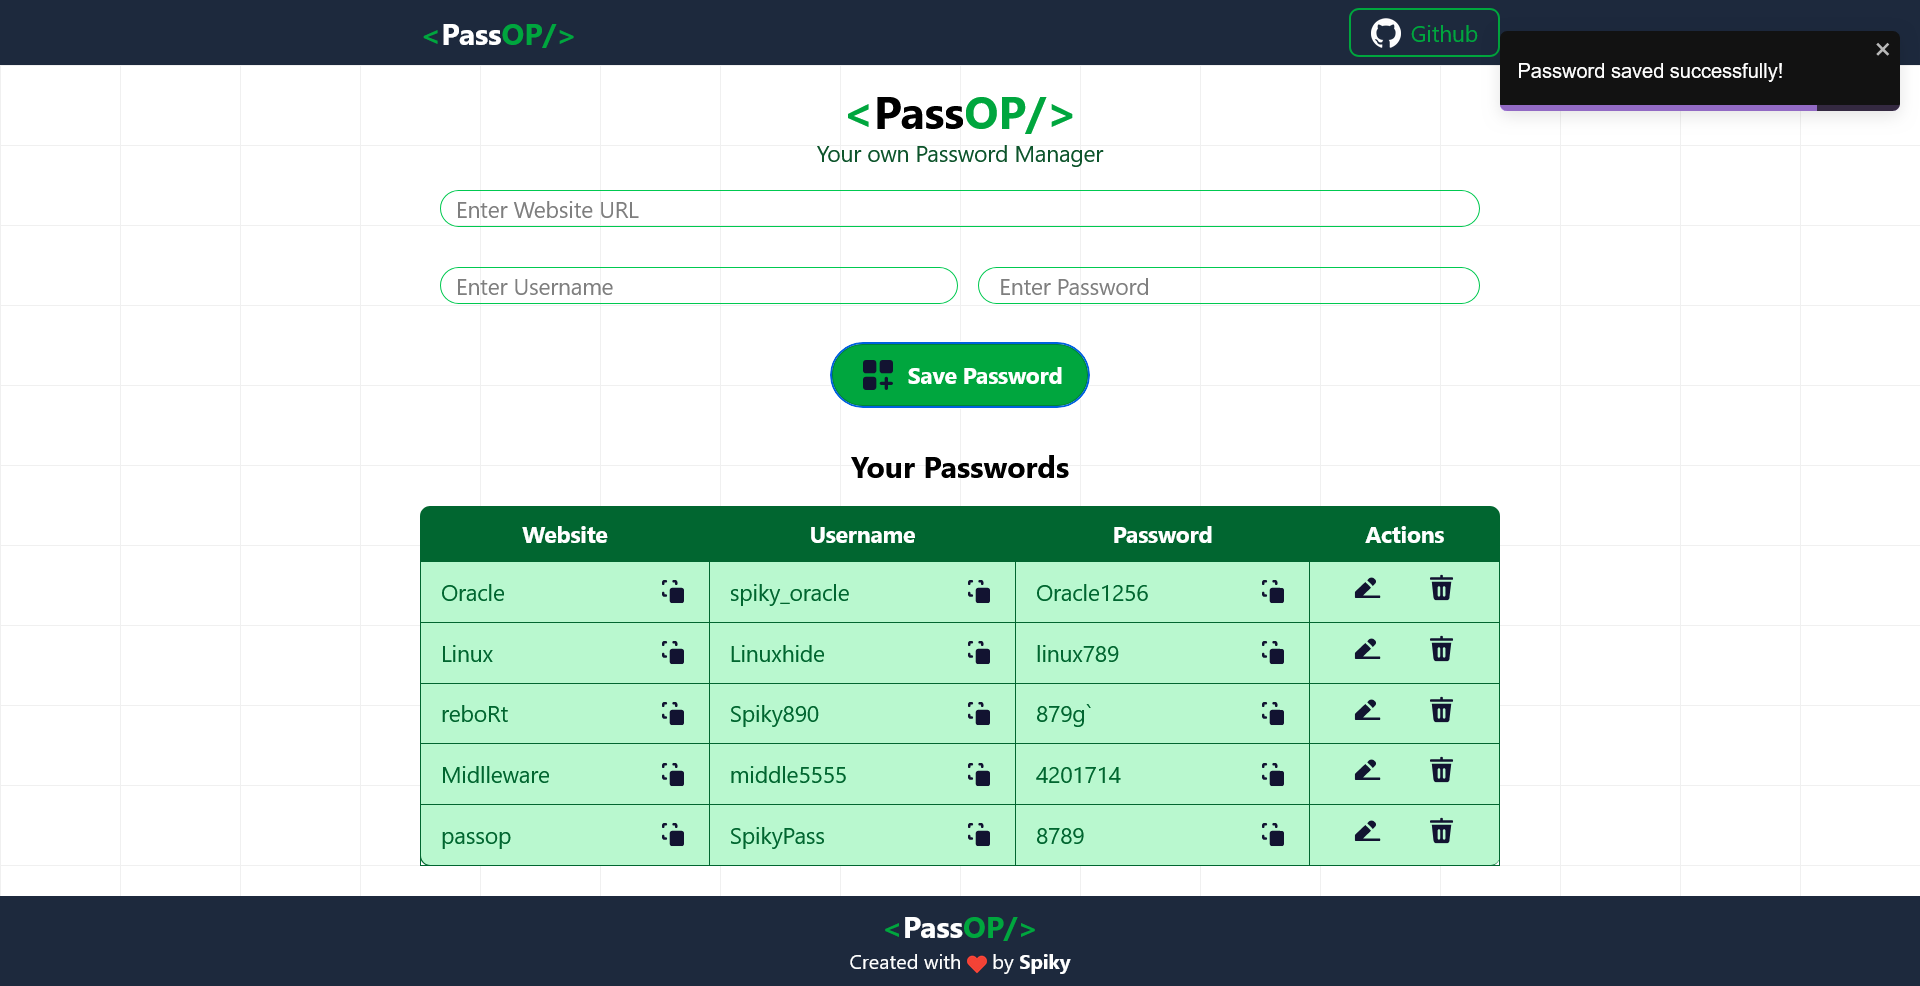 <PassOP/>
Github
Password saved successfully!
<PassOP/>
Your own Password Manager
Enter Website URL
Enter Username
Enter Password
Save Password
Your Passwords
Website Username Password Actions
Oracle spiky_oracle Oracle1256
Linux Linuxhide linux789
reboRt Spiky890 879g`
Midlleware middle5555 4201714
passop SpikyPass 8789
<PassOP/>
Created with ❤️ by Spiky